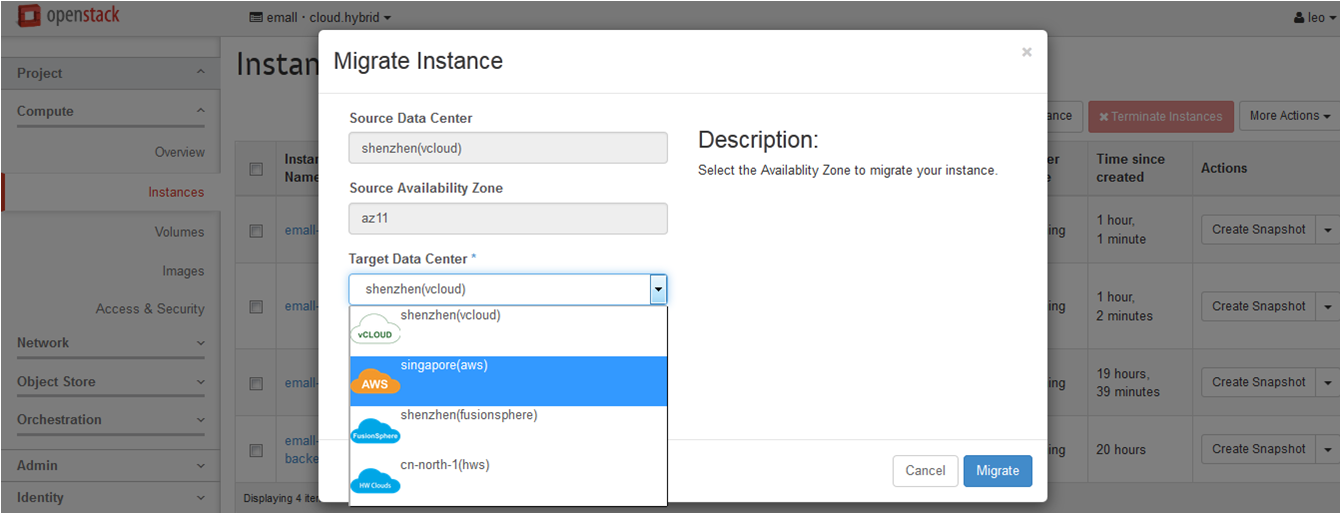 openstack
emall · cloud.hybrid
leo
Project
Compute
Overview
Instances
Volumes
Images
Access & Security
Network
Object Store
Orchestration
Admin
Identity
Instan
ance
Terminate Instances
More Actions
Instan
Name
er
e
Time since
created
Actions
emall-
ing
1 hour,
1 minute
Create Snapshot
emall-
ing
1 hour,
2 minutes
Create Snapshot
emall-
ing
19 hours,
39 minutes
Create Snapshot
emall-
backe
ing
20 hours
Create Snapshot
Displaying 4 ite
Migrate Instance
×
Source Data Center
shenzhen(vcloud)
Source Availability Zone
az11
Target Data Center *
shenzhen(vcloud)
shenzhen(vcloud)
vCLOUD
singapore(aws)
AWS
shenzhen(fusionsphere)
FusionSphere
cn-north-1(hws)
HW Clouds
Description:
Select the Availablity Zone to migrate your instance.
Cancel
Migrate